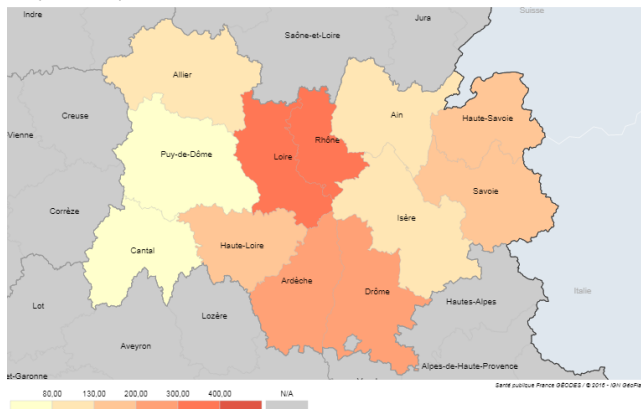 Indre
Jura
Suisse
Saône-et-Loire
Allier
Creuse
Ain
Haute-Savoie
Vienne
Rhône
Puy-de-Dôme
Loire
Savoie
Corrèze
Isère
Haute-Loire
Cantal
Ardèche
Drôme
Italie
Hautes-Alpes
Lot
Lozère
Aveyron
Alpes-de-Haute-Provence
et-Garonne
Santé publique France GÉODES / © 2016 - IGN GéoFla
60,00 130,00 200,00 300,00 400,00 N/A